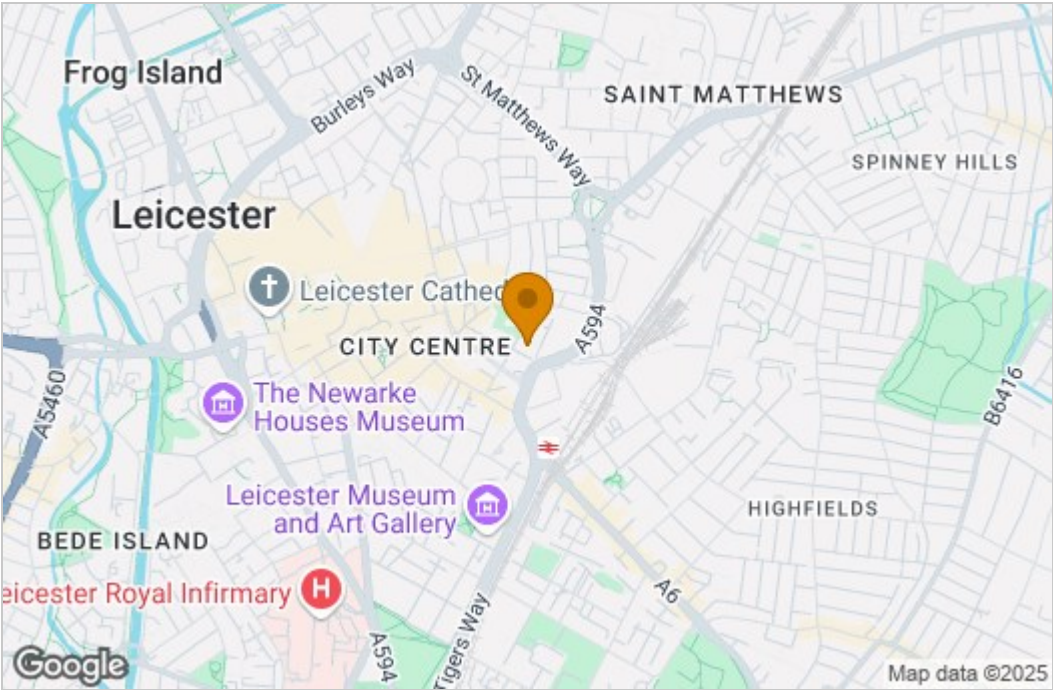 Frog Island
Burleys Way
St Matthews Way
SAINT MATTHEWS
SPINNEY HILLS
Leicester
Leicester Cathed
CITY CENTRE
A594
A5460
The Newarke
Houses Museum
B6416
Leicester Museum
and Art Gallery
HIGHFIELDS
BEDE ISLAND
eicester Royal Infirmary
H
A6
A594
Tigers Way
Google
Map data ©2025